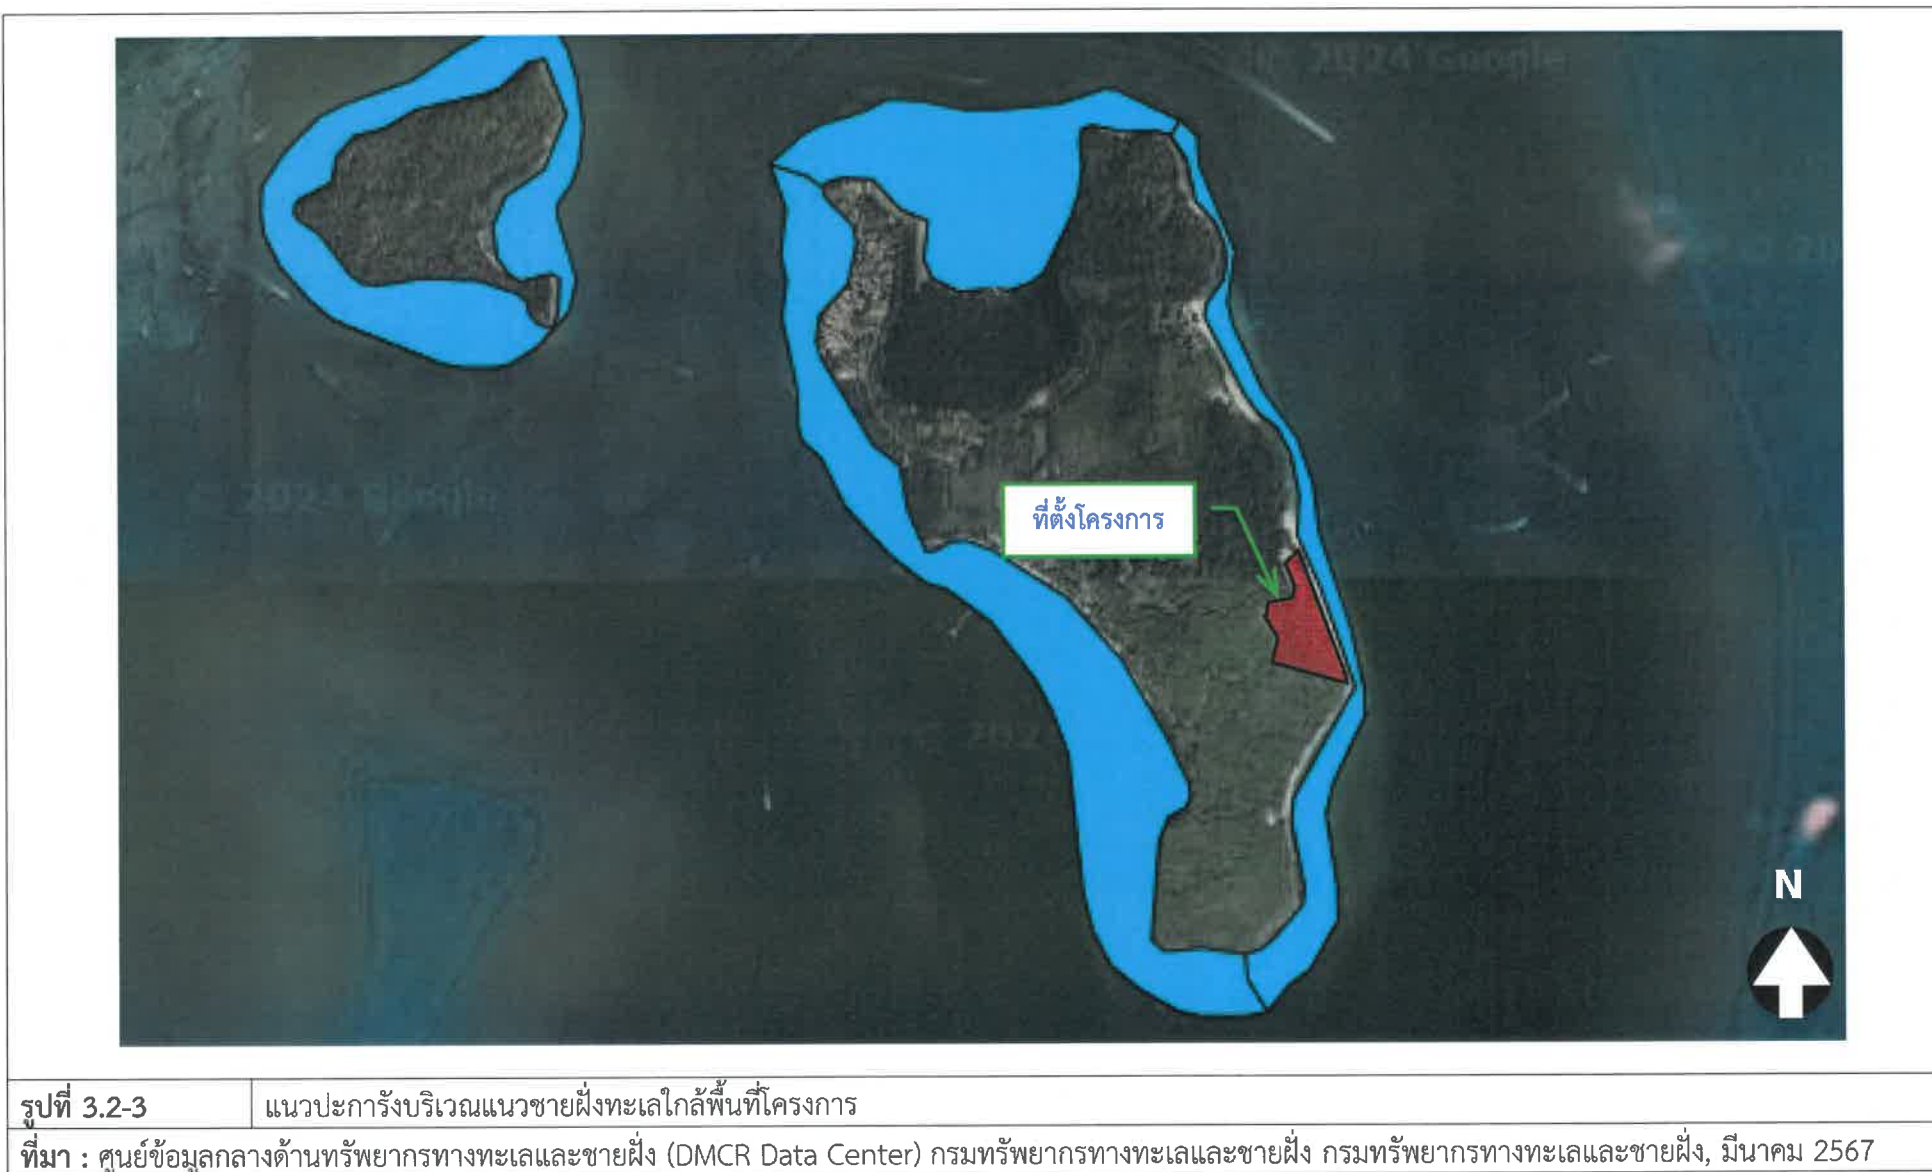 2024 Google
2024 Google
ที่ตั้งโครงการ
202
N
รูปที่ 3.2-3
แนวปะการังบริเวณแนวชายฝั่งทะเลใกล้พื้นที่โครงการ
ที่มา : ศูนย์ข้อมูลกลางด้านทรัพยากรทางทะเลและชายฝั่ง (DMCR Data Center) กรมทรัพยากรทางทะเลและชายฝั่ง กรมทรัพยากรทางทะเลและชายฝั่ง, มีนาคม 2567